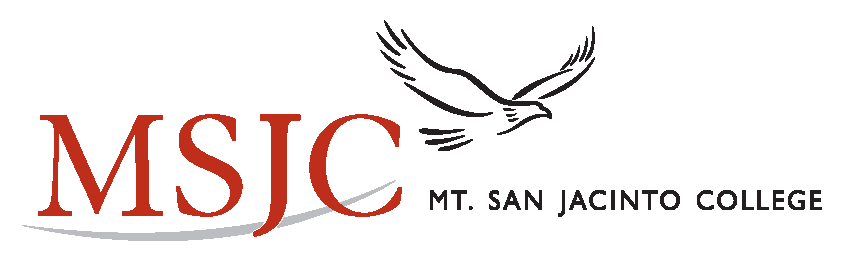 MSJC
MT. SAN JACINTO COLLEGE